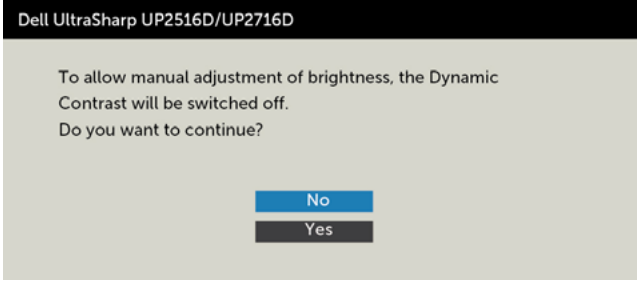 Dell UltraSharp UP2516D/UP2716D
To allow manual adjustment of brightness, the Dynamic
Contrast will be switched off.
Do you want to continue?
No
Yes